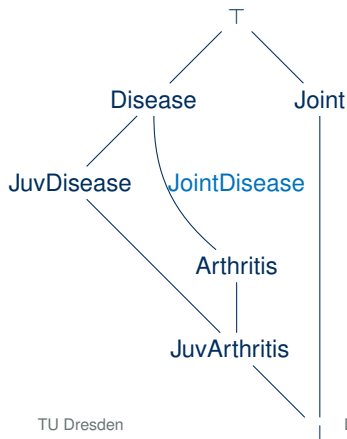 ⊤
Disease
Joint
JuvDisease
JointDisease
Arthritis
JuvArthritis
TU Dresden